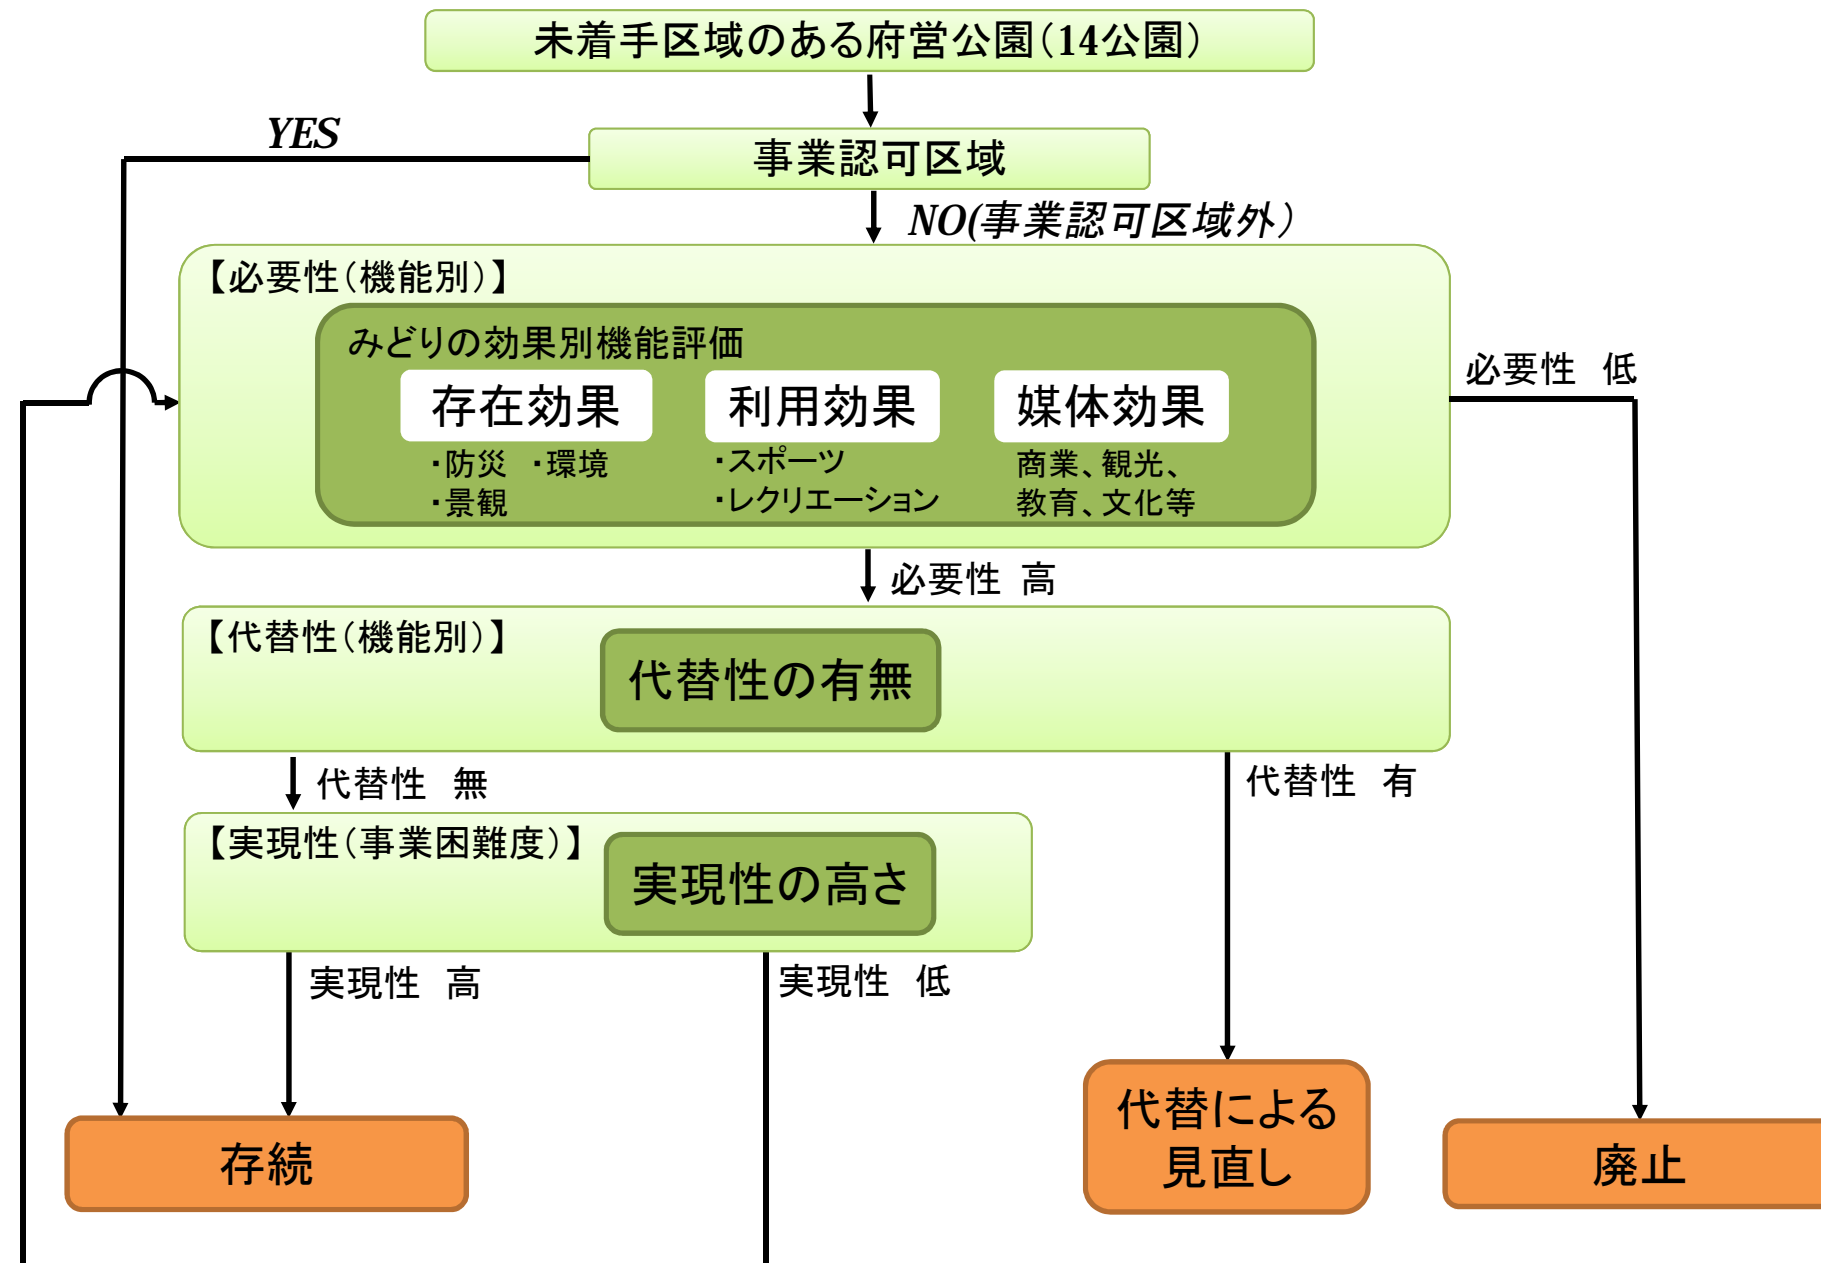 未着手区域のある府営公園（14公園）
YES
事業認可区域
NO(事業認可区域外）
【必要性（機能別）】
みどりの効果別機能評価
必要性　低
存在効果
・防災　・環境
・景観
利用効果
・スポーツ
・レクリエーション
媒体効果
商業、観光、
教育、文化等
必要性　高
【代替性（機能別）】
代替性の有無
代替性　無
代替性　有
【実現性（事業困難度）】
実現性の高さ
実現性　高
実現性　低
存続
代替による
見直し
廃止